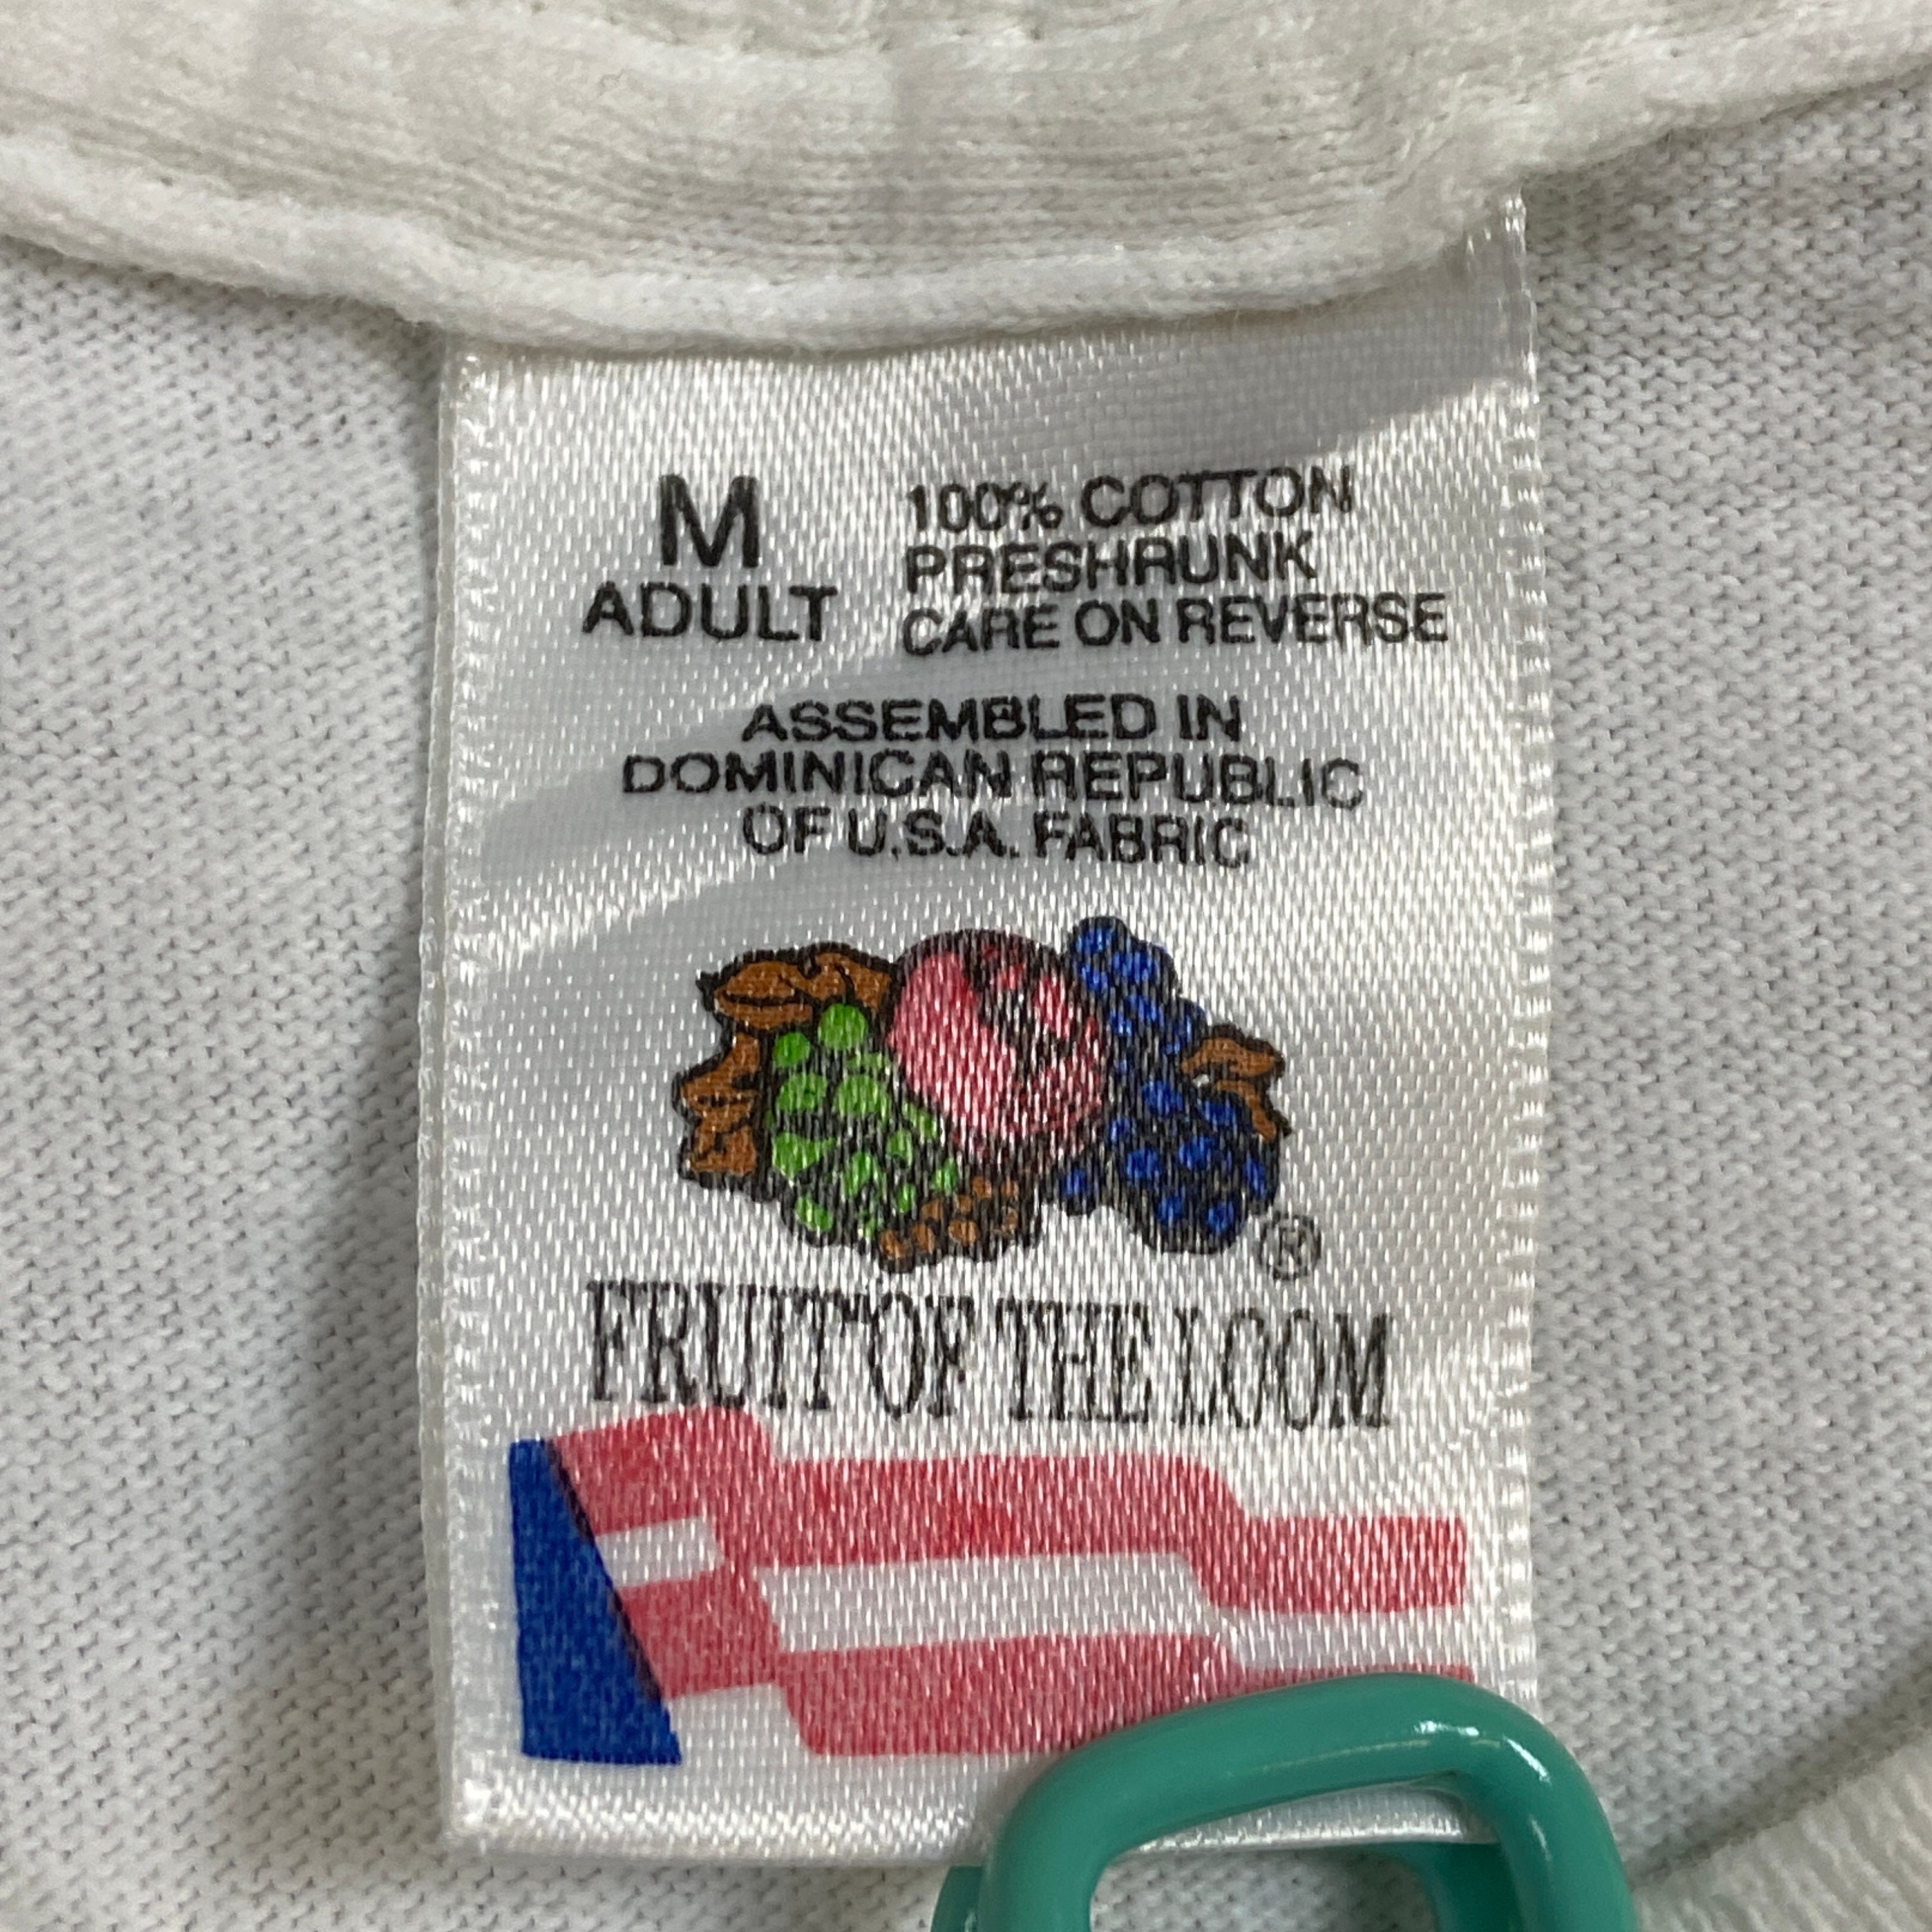 M
ADULT
100% COTTON
PRESHRUNK
CARE ON REVERSE
ASSEMBLED IN
DOMINICAN REPUBLIC
OF U.S.A. FABRIC
®
FRUIT OF THE LOOM